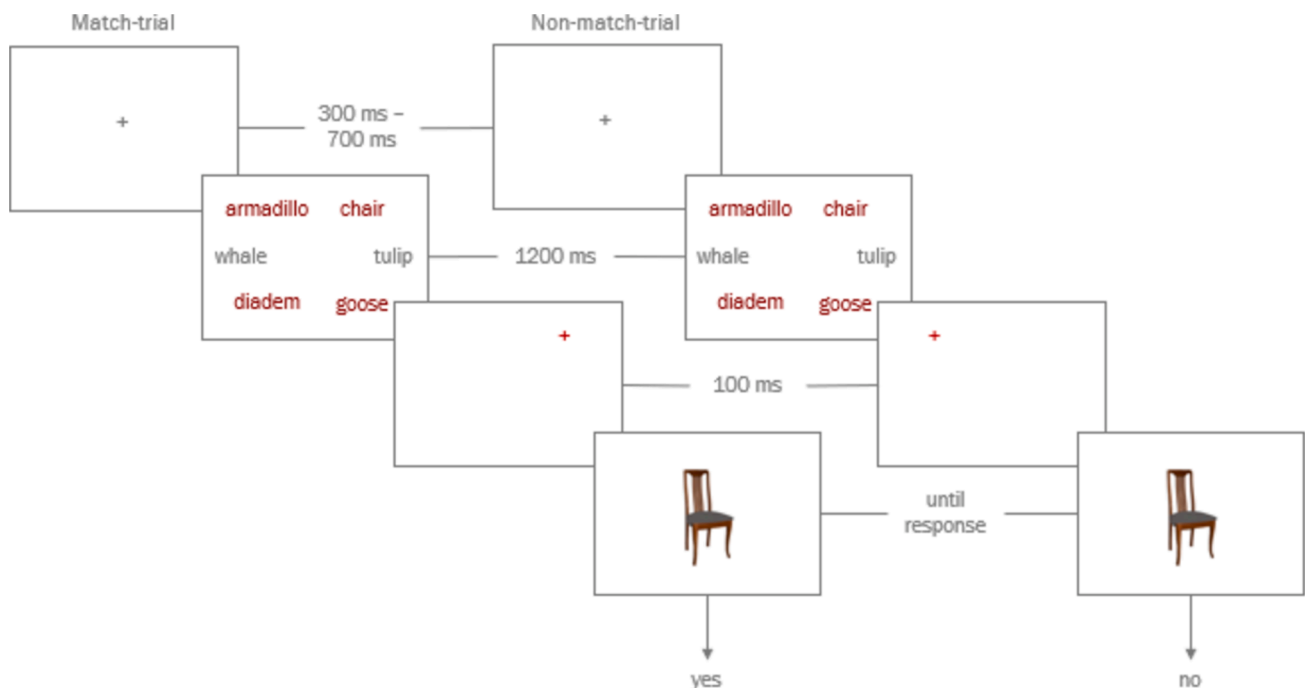 Match-trial Non-match-trial
300 ms –
700 ms
armadillo chair armadillo chair
whale tulip 1200 ms whale tulip
diadem goose diadem goose
100 ms
until
response
yes no